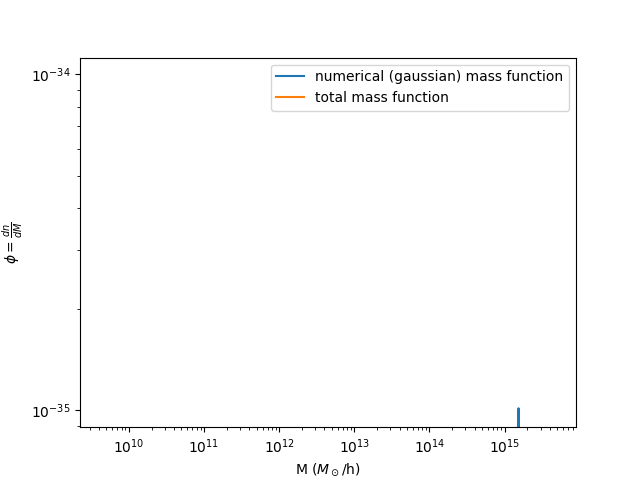 numerical (gaussian) mass function
total mass function
10⁻³⁴
10⁻³⁵
ϕ = dn/dM
10¹⁰ 10¹¹ 10¹² 10¹³ 10¹⁴ 10¹⁵
M (M⊙/h)